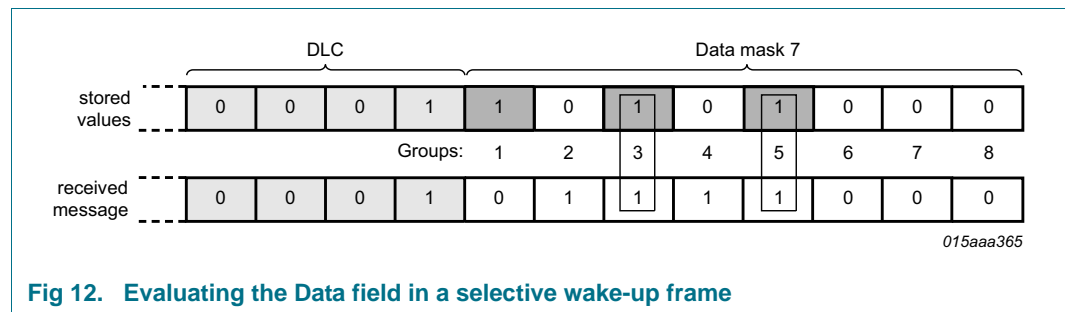 DLC Data mask 7
stored values 0 0 0 1 1 0 1 0 1 0 0 0
Groups: 1 2 3 4 5 6 7 8
received message 0 0 0 1 0 1 1 1 1 0 0 0
015aaa365
Fig 12. Evaluating the Data field in a selective wake-up frame